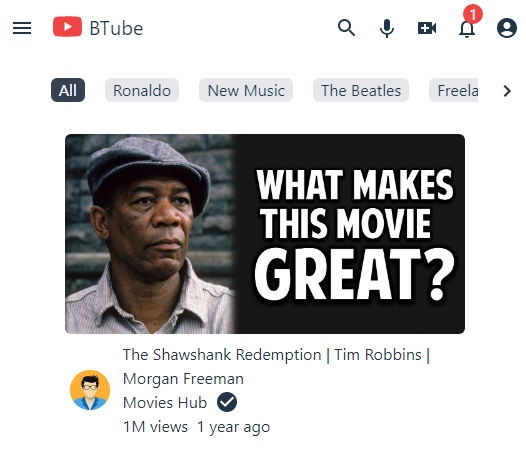 BTube
1
All
Ronaldo
New Music
The Beatles
Freela
WHAT MAKES
THIS MOVIE
GREAT?
The Shawshank Redemption | Tim Robbins |
Morgan Freeman
Movies Hub
1M views 1 year ago